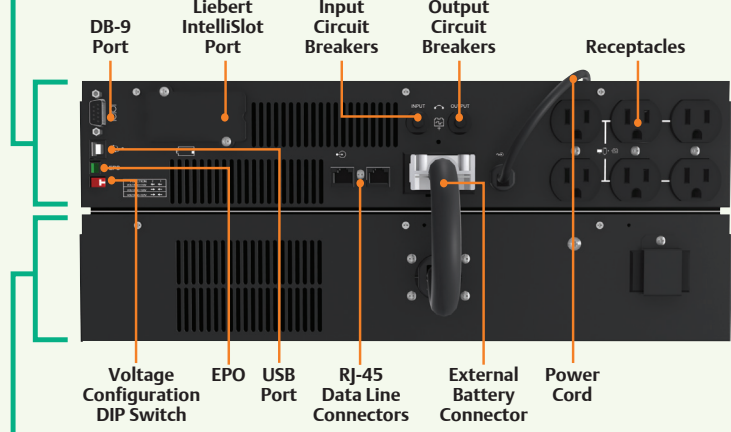 DB-9
Port
Liebert
IntelliSlot
Port
Input
Circuit
Breakers
Output
Circuit
Breakers
Receptacles
INPUT
OUTPUT
EPO
Voltage
Configuration
DIP Switch
EPO
USB
Port
RJ-45
Data Line
Connectors
External
Battery
Connector
Power
Cord